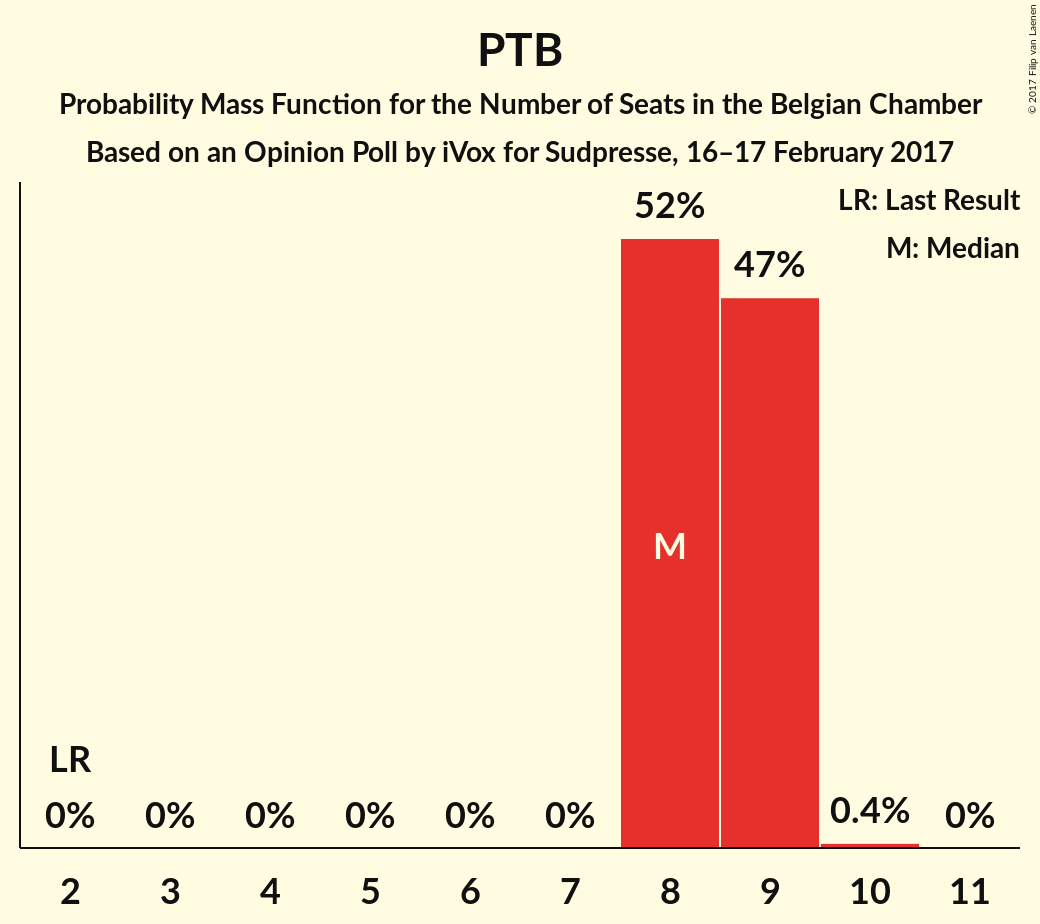 PTB
Probability Mass Function for the Number of Seats in the Belgian Chamber
Based on an Opinion Poll by iVox for Sudpresse, 16–17 February 2017
© 2017 Filip van Laenen
LR: Last Result
M: Median
52%
47%
M
LR
0% 0% 0% 0% 0% 0% 0.4% 0%
2 3 4 5 6 7 8 9 10 11